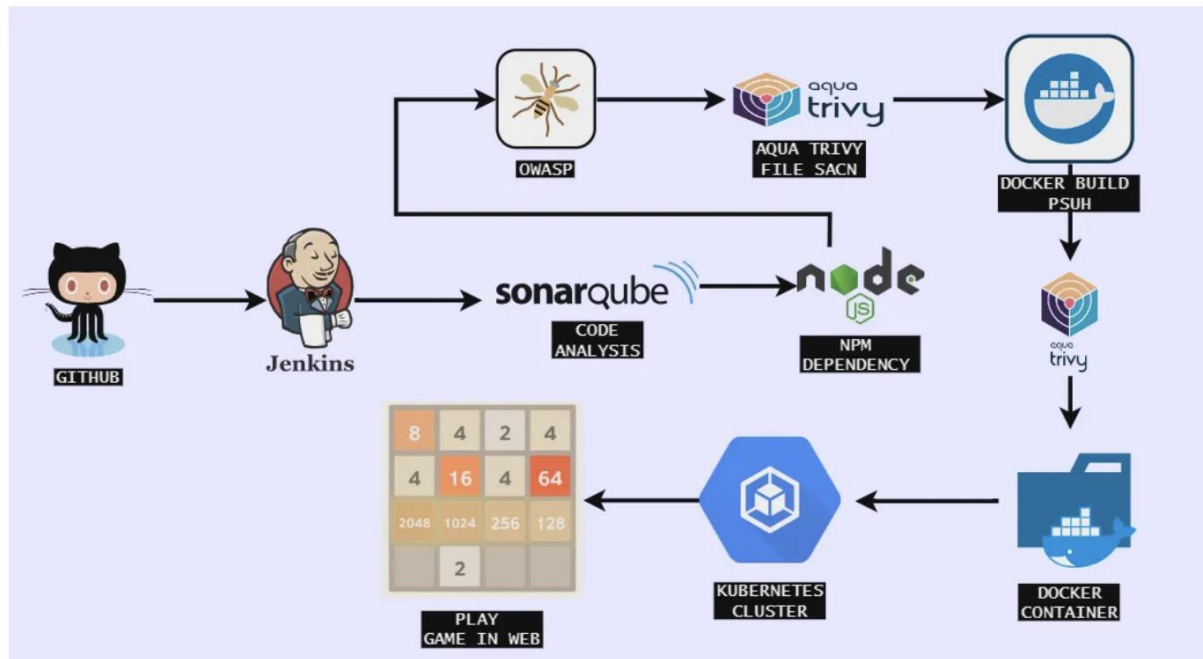 OWASP
aqua
trivy
AQUA TRIVY
FILE SACN
DOCKER BUILD
PSUH
GITHUB
Jenkins
sonarqube
CODE
ANALYSIS
node
JS
NPM
DEPENDENCY
aqua
trivy
8 4 2 4
4 16 4 64
2048 1024 256 128
2
PLAY
GAME IN WEB
KUBERNETES
CLUSTER
DOCKER
CONTAINER